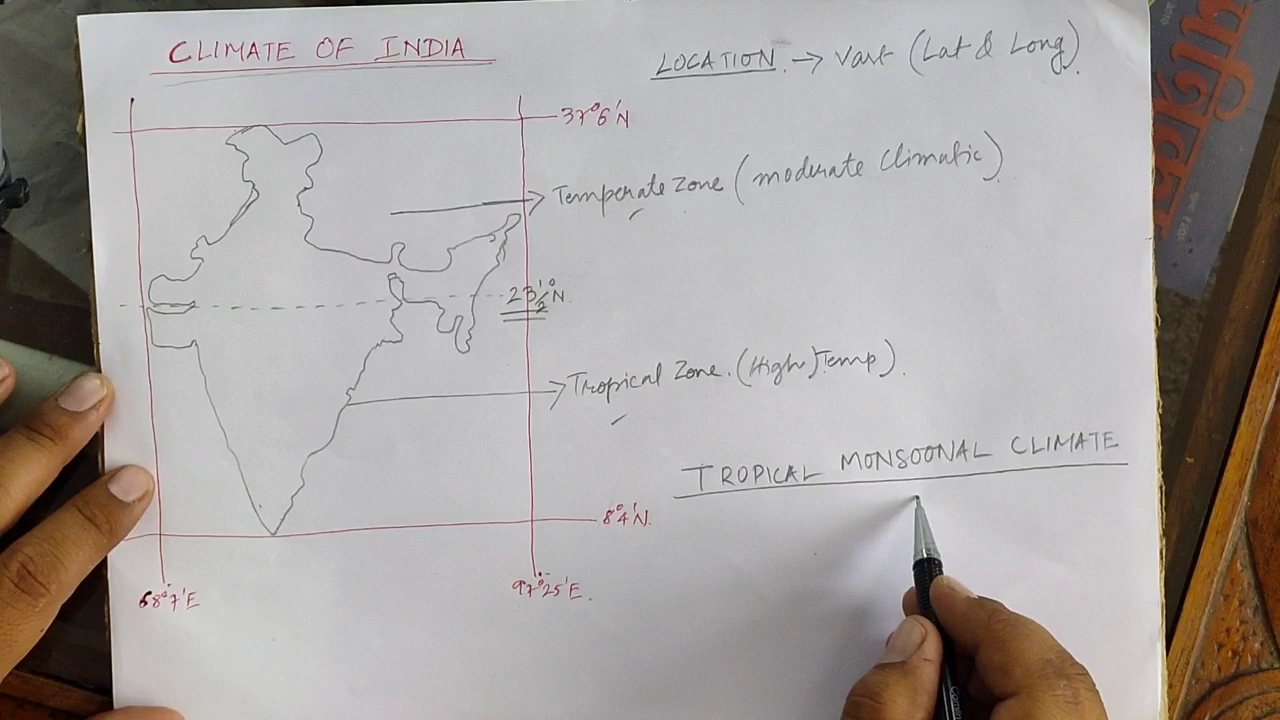 CLIMATE OF INDIA
LOCATION. → Vast (Lat & Long).
37°6'N
Temperate Zone (moderate Climatic).
23½°N.
Tropical Zone. (High Temp).
TROPICAL MONSOONAL CLIMATE
8°4'N.
68°7'E
97°25'E.